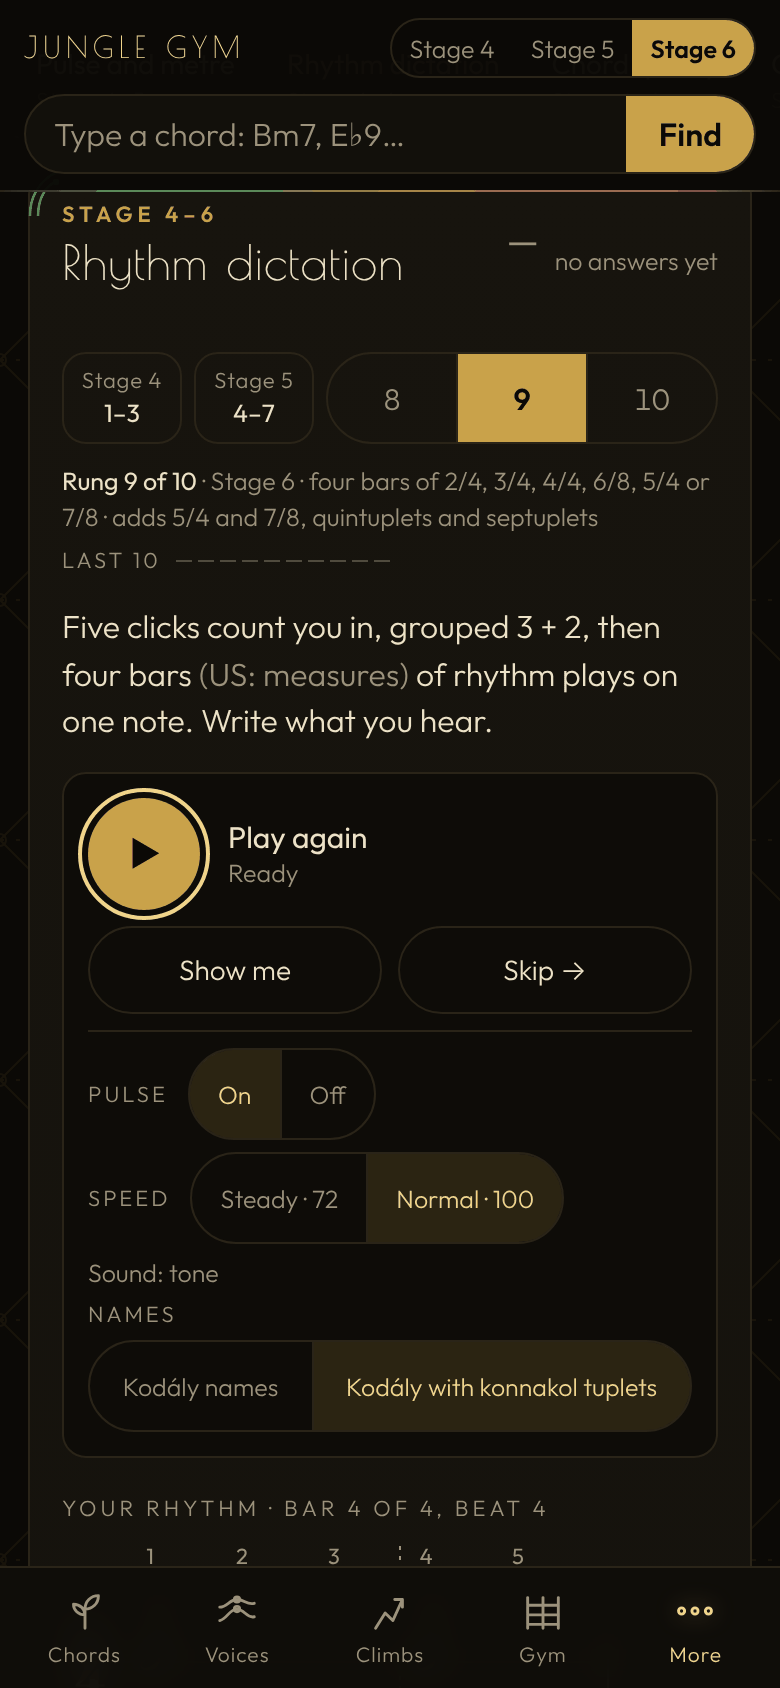 JUNGLE GYM
Stage 4 Stage 5 Stage 6
Pulse and metre Rhythm dictation Chord
Type a chord: Bm7, E♭9...
Find
STAGE 4–6
Rhythm dictation
— no answers yet
Stage 4
1–3
Stage 5
4–7
8 9 10
Rung 9 of 10 · Stage 6 · four bars of 2/4, 3/4, 4/4, 6/8, 5/4 or
7/8 · adds 5/4 and 7/8, quintuplets and septuplets
LAST 10 — — — — — — — — — —
Five clicks count you in, grouped 3 + 2, then
four bars (US: measures) of rhythm plays on
one note. Write what you hear.
Play again
Ready
Show me
Skip →
PULSE On Off
SPEED Steady · 72 Normal · 100
Sound: tone
NAMES
Kodály names Kodály with konnakol tuplets
YOUR RHYTHM · BAR 4 OF 4, BEAT 4
1 2 3 4 5
Chords Voices Climbs Gym More